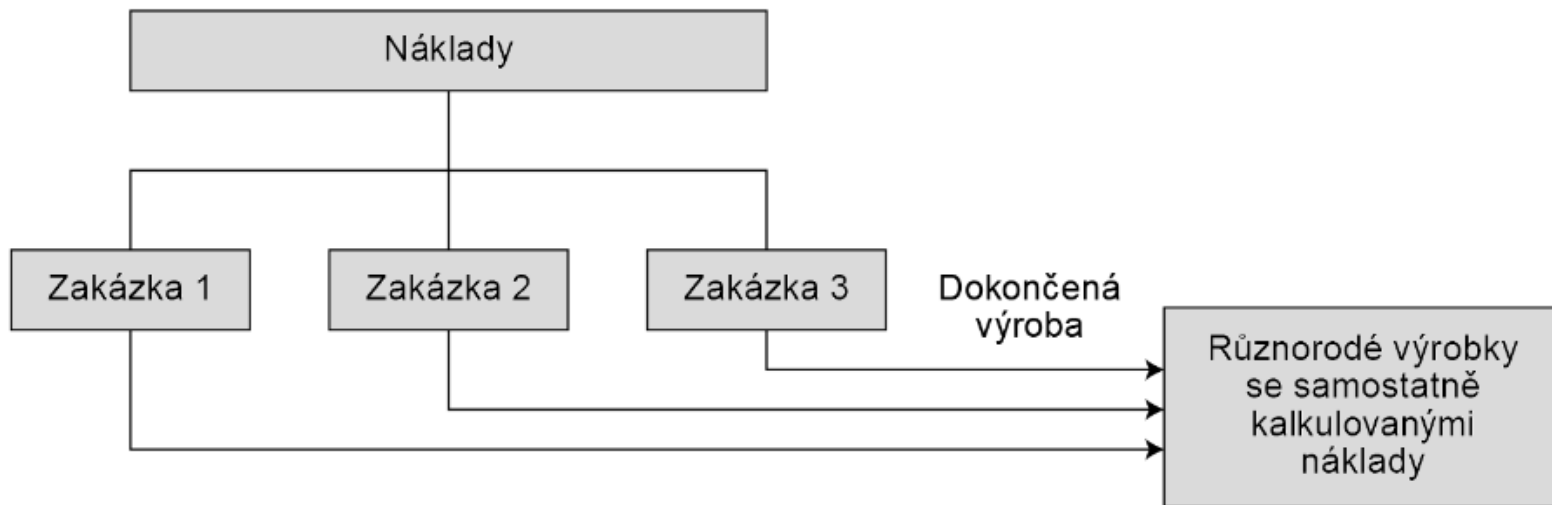 Náklady
Zakázka 1
Zakázka 2
Zakázka 3
Dokončená
výroba
Různorodé výrobky
se samostatně
kalkulovanými
náklady